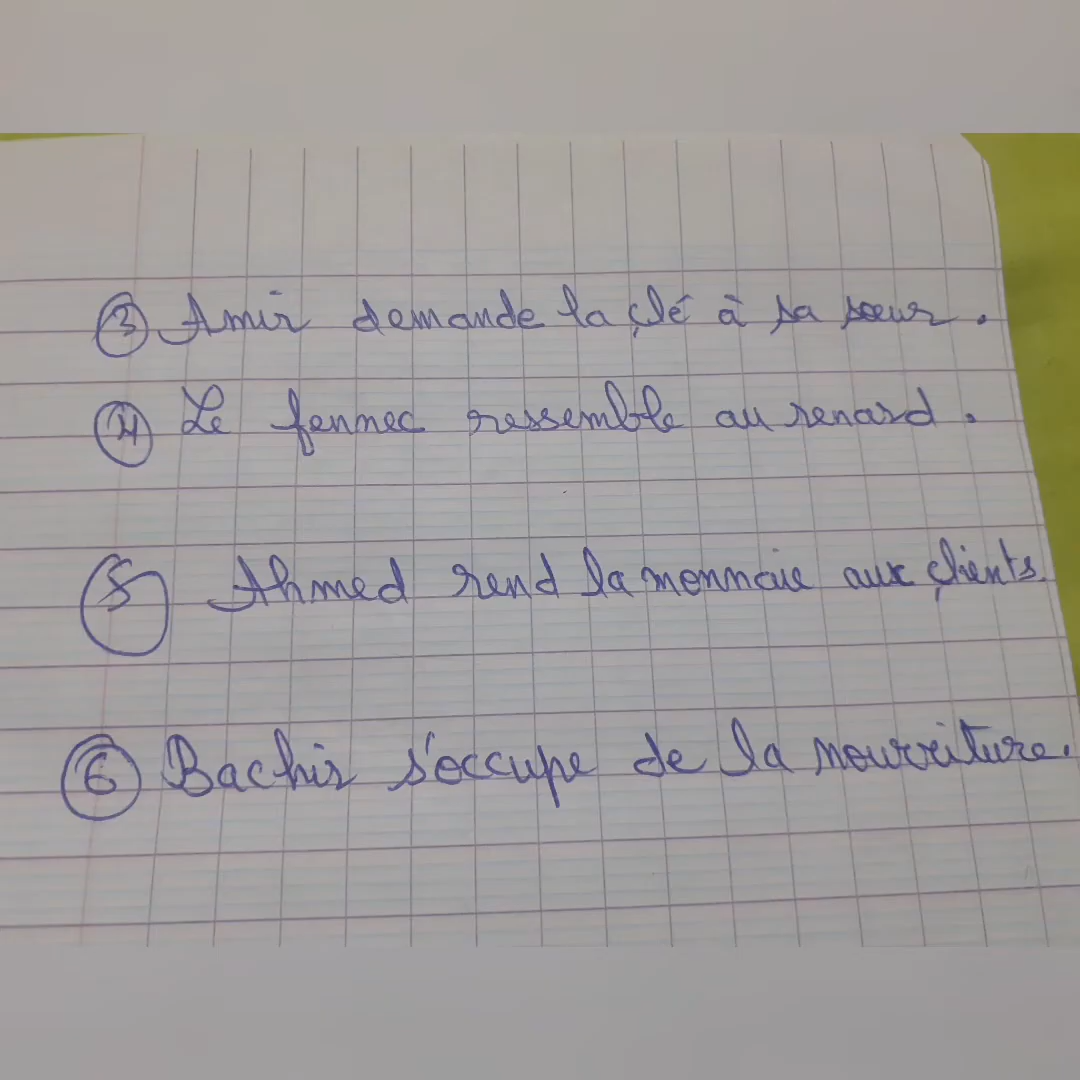 3 Amir demande la clé à sa sœur.
4 Le fennec ressemble au renard.
5 Ahmed rend la monnaie aux clients.
6 Bachir s'occupe de la nourriture.